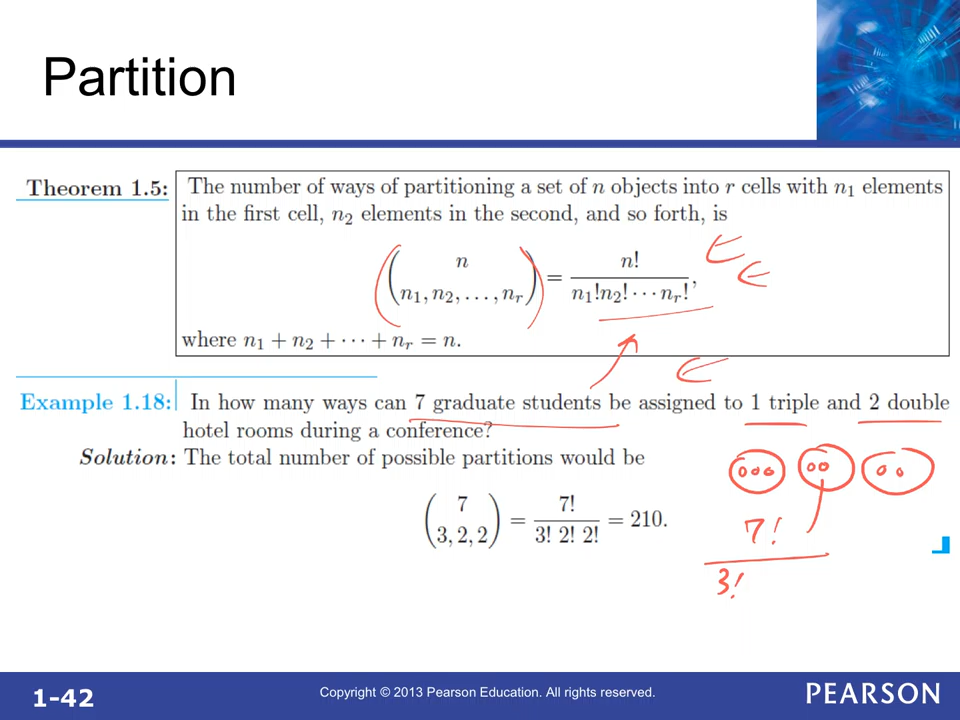 Partition
Theorem 1.5: The number of ways of partitioning a set of n objects into r cells with n₁ elements
in the first cell, n₂ elements in the second, and so forth, is
(n
n₁, n₂, . . . , nᵣ) = n! / n₁!n₂! · · · nᵣ!,
where n₁ + n₂ + · · · + nᵣ = n.
Example 1.18: In how many ways can 7 graduate students be assigned to 1 triple and 2 double
hotel rooms during a conference?
Solution: The total number of possible partitions would be
(7
3, 2, 2) = 7! / 3! 2! 2! = 210.
7!
3!
1-42
Copyright © 2013 Pearson Education. All rights reserved.
PEARSON